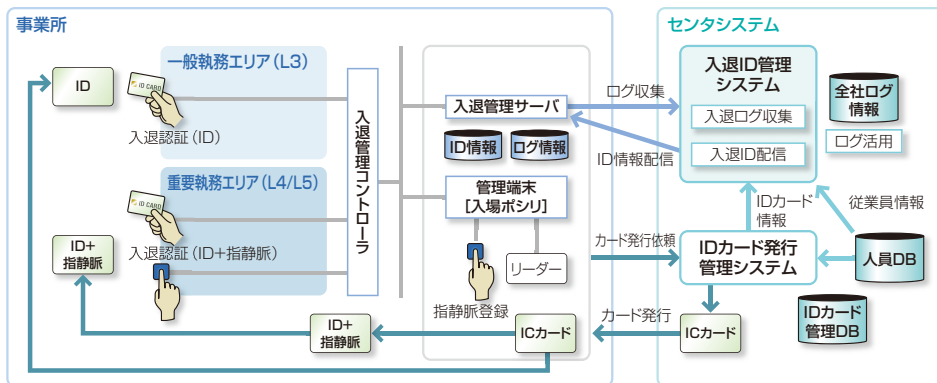 事業所
一般執務エリア（L3）
ID
ID CARD
入退認証（ID）
重要執務エリア（L4/L5）
ID CARD
入退認証（ID＋指静脈）
ID＋
指静脈
入退管理コントローラ
入退管理サーバ
ID情報
ログ情報
管理端末
［入場ポシリ］
リーダー
指静脈登録
ID＋
指静脈
ICカード
ログ収集
ID情報配信
カード発行依頼
カード発行
センタシステム
入退ID管理
システム
入退ログ収集
入退ID配信
全社ログ
情報
ログ活用
IDカード
情報
従業員情報
IDカード発行
管理システム
人員DB
ICカード
IDカード
管理DB